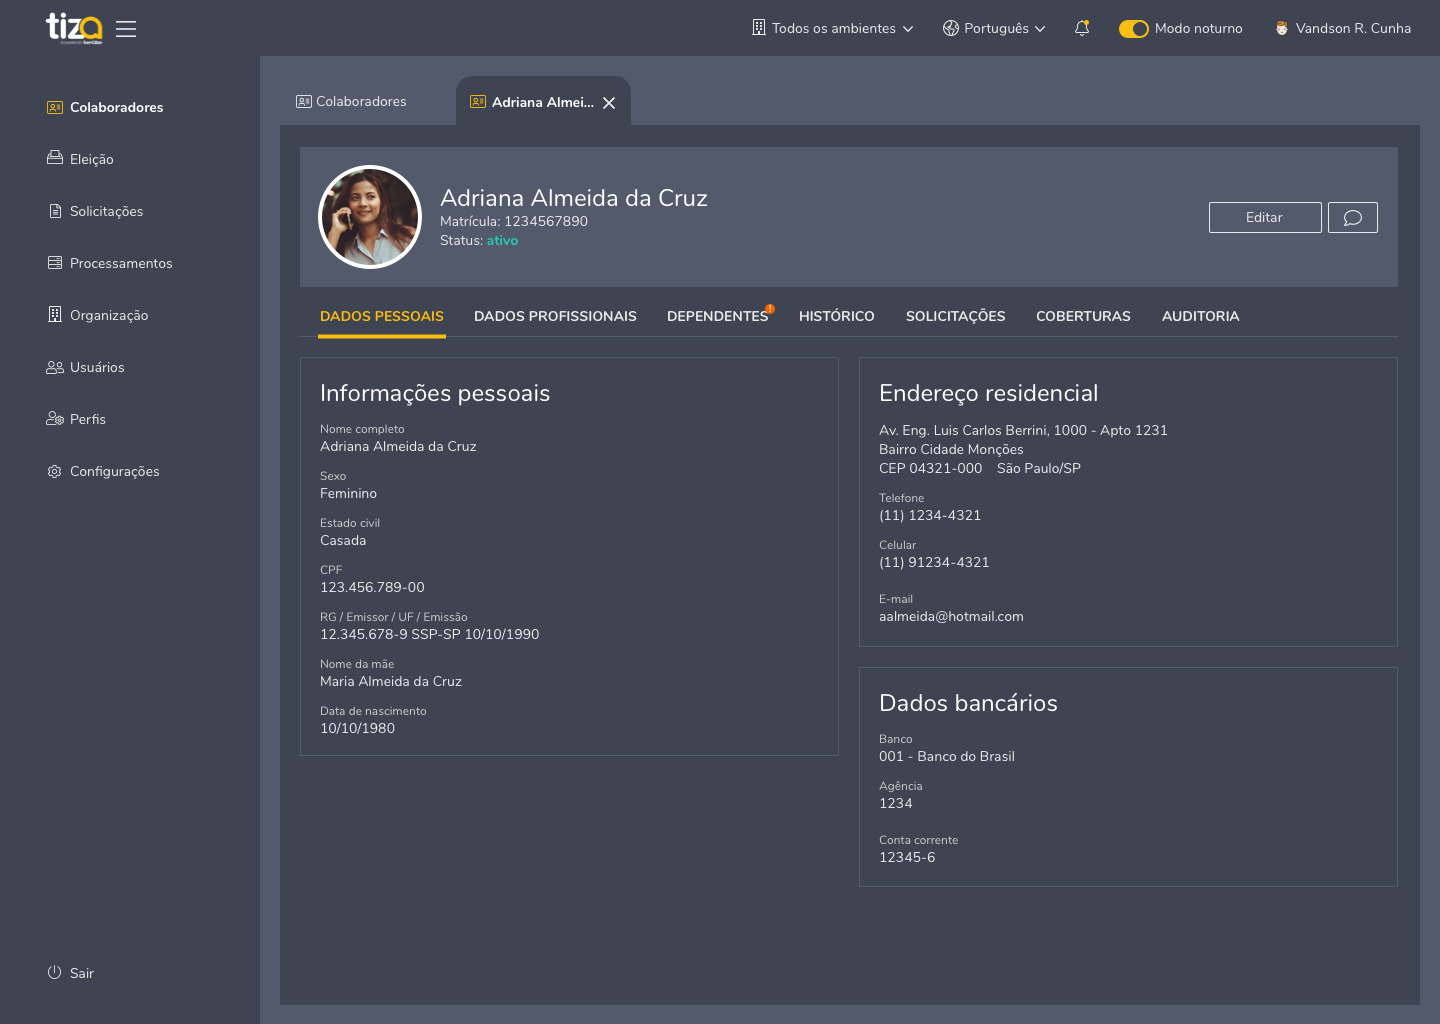 tiza
Todos os ambientes
Português
Modo noturno
Vandson R. Cunha
Colaboradores
Eleição
Solicitações
Processamentos
Organização
Usuários
Perfis
Configurações
Sair
Colaboradores
Adriana Almei...
Adriana Almeida da Cruz
Matrícula: 1234567890
Status: ativo
Editar
DADOS PESSOAIS
DADOS PROFISSIONAIS
DEPENDENTES
!
HISTÓRICO
SOLICITAÇÕES
COBERTURAS
AUDITORIA
Informações pessoais
Nome completo
Adriana Almeida da Cruz
Sexo
Feminino
Estado civil
Casada
CPF
123.456.789-00
RG / Emissor / UF / Emissão
12.345.678-9 SSP-SP 10/10/1990
Nome da mãe
Maria Almeida da Cruz
Data de nascimento
10/10/1980
Endereço residencial
Av. Eng. Luis Carlos Berrini, 1000 - Apto 1231
Bairro Cidade Monções
CEP 04321-000 São Paulo/SP
Telefone
(11) 1234-4321
Celular
(11) 91234-4321
E-mail
aalmeida@hotmail.com
Dados bancários
Banco
001 - Banco do Brasil
Agência
1234
Conta corrente
12345-6